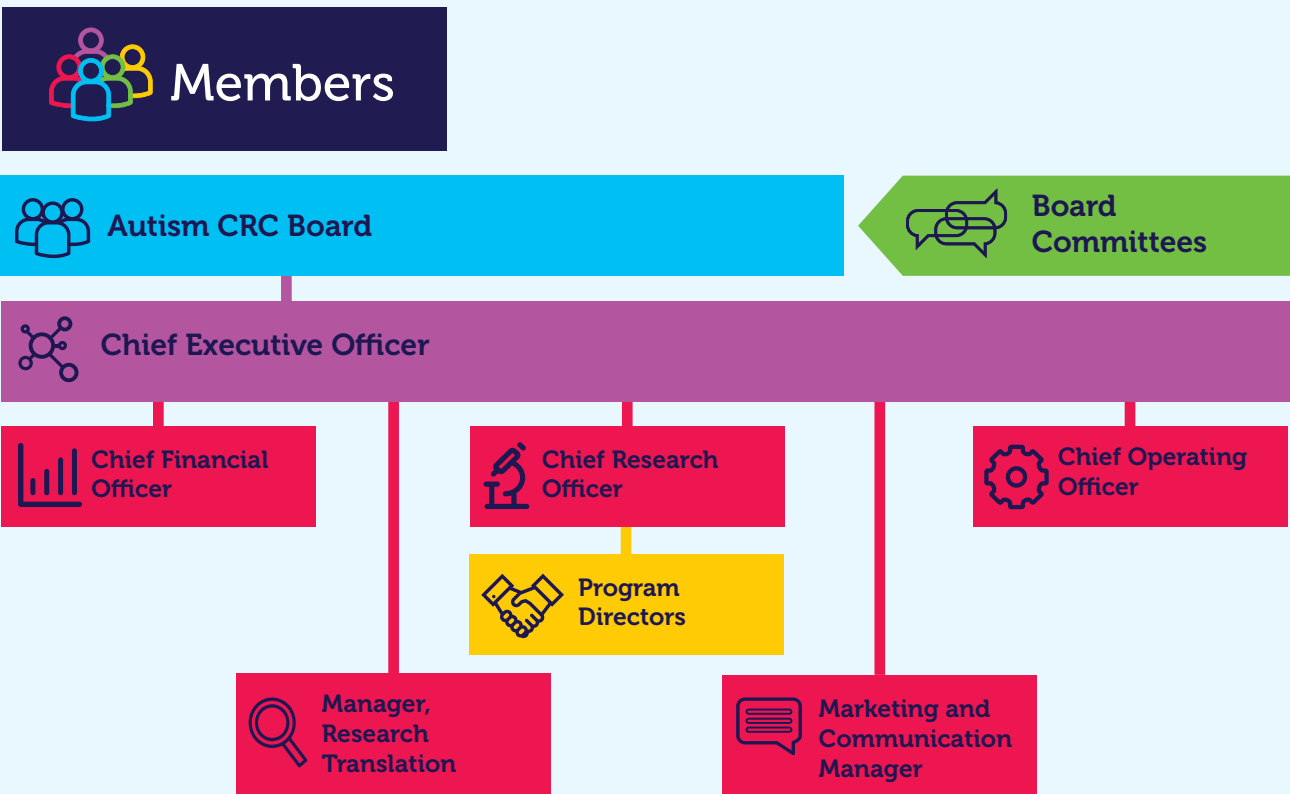 Members
Autism CRC Board
Board
Committees
Chief Executive Officer
Chief Financial
Officer
Chief Research
Officer
Chief Operating
Officer
Program
Directors
Manager,
Research
Translation
Marketing and
Communication
Manager